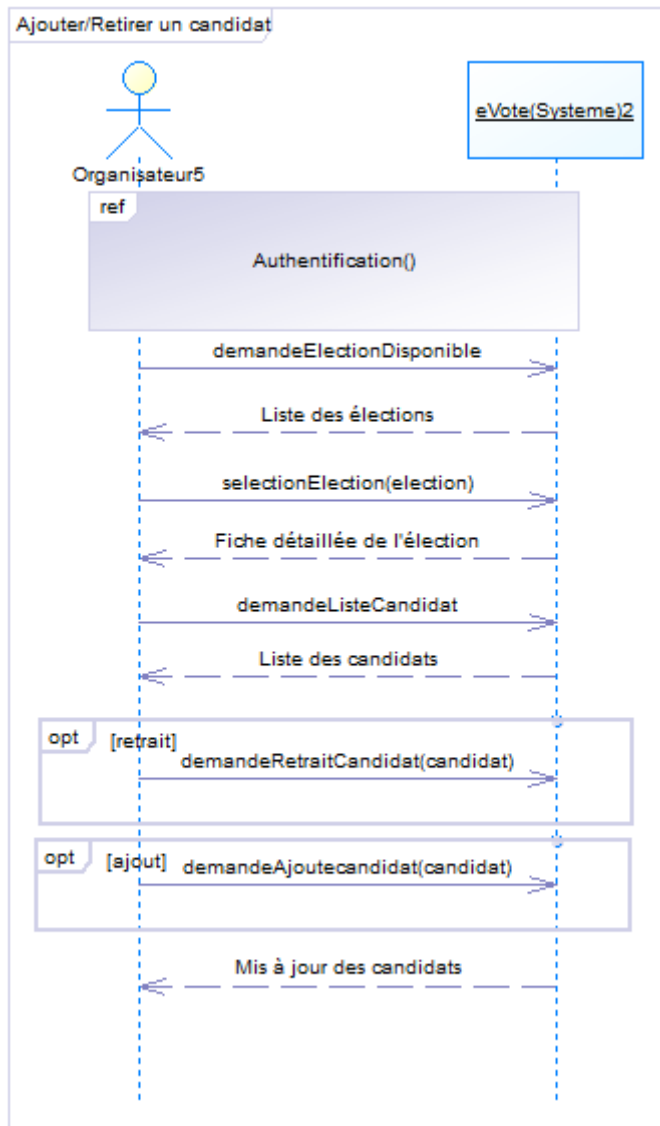 Ajouter/Retirer un candidat
eVote(Systeme)2
Organisateur5
ref
Authentification()
demandeElectionDisponible
Liste des élections
selectionElection(election)
Fiche détaillée de l'élection
demandeListeCandidat
Liste des candidats
opt
[retrait]
demandeRetraitCandidat(candidat)
opt
[ajout]
demandeAjoutecandidat(candidat)
Mis à jour des candidats